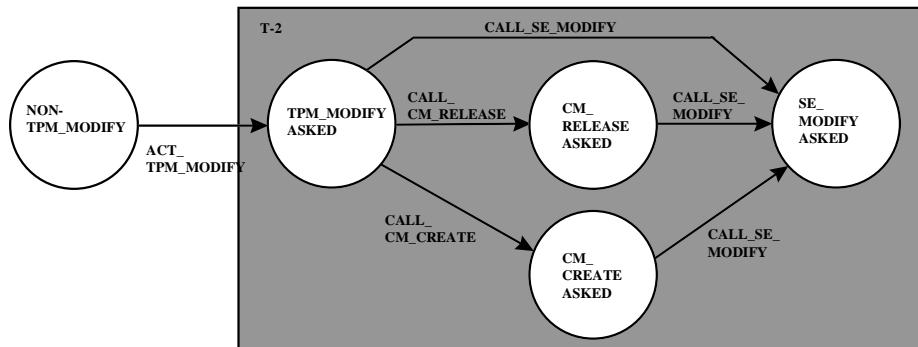 T-2
CALL_SE_MODIFY
NON-
TPM_MODIFY
ACT_
TPM_MODIFY
TPM_MODIFY
ASKED
CALL_
CM_RELEASE
CM_
RELEASE
ASKED
CALL_SE_
MODIFY
SE_
MODIFY
ASKED
CALL_
CM_CREATE
CM_
CREATE
ASKED
CALL_SE_
MODIFY